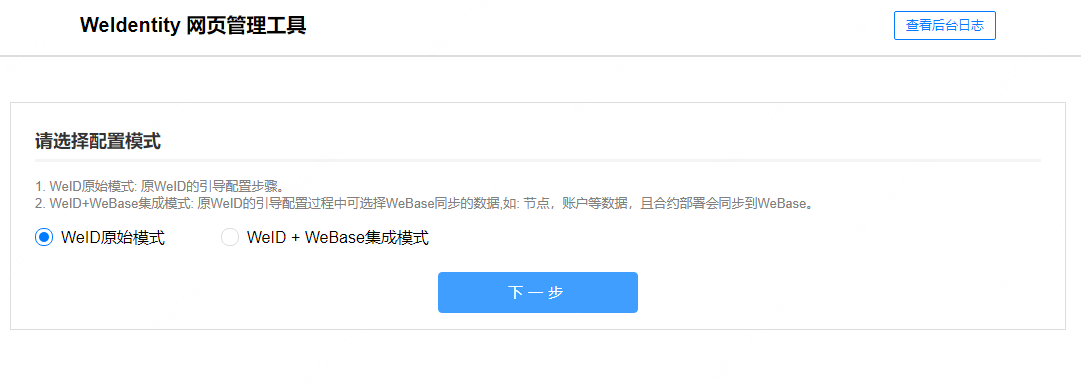 WeIdentity 网页管理工具
查看后台日志
请选择配置模式
1. WeID原始模式: 原WeID的引导配置步骤。
2. WeID+WeBase集成模式: 原WeID的引导配置过程中可选择WeBase同步的数据,如: 节点，账户等数据，且合约部署会同步到WeBase。
WeID原始模式
WeID + WeBase集成模式
下一步